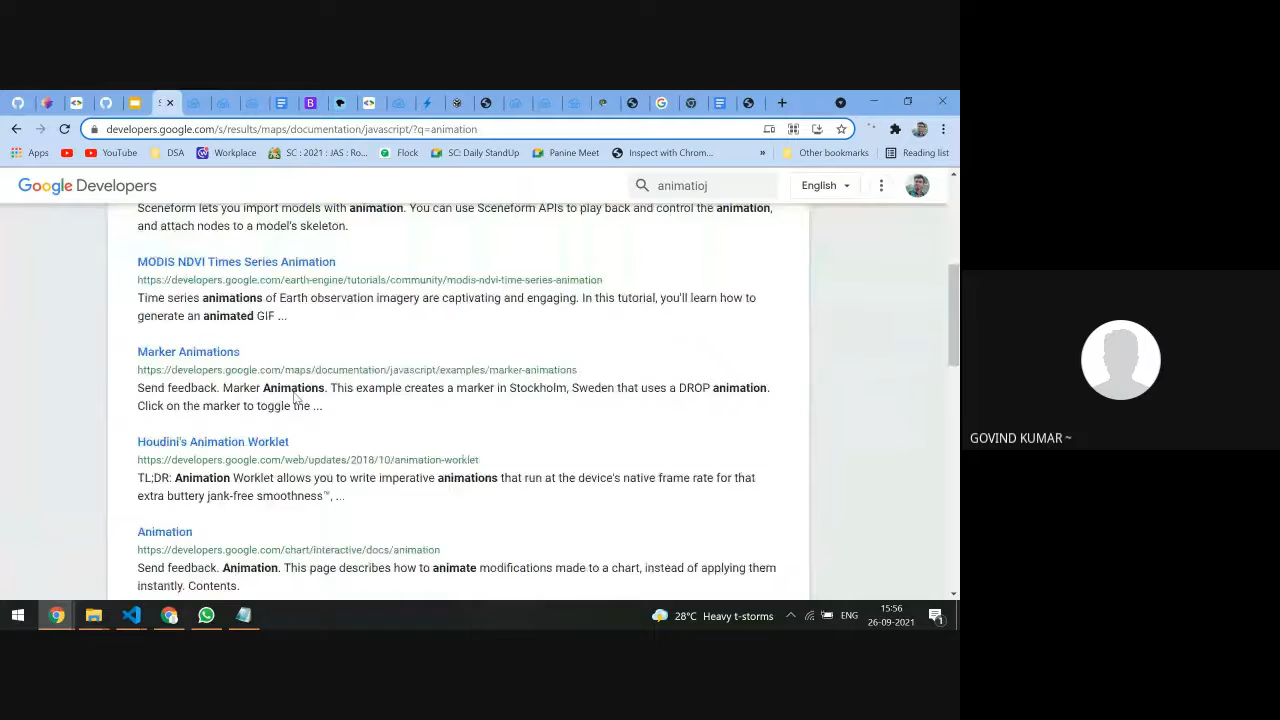 developers.google.com/s/results/maps/documentation/javascript/?q=animation
Apps YouTube DSA Workplace SC : 2021 : JAS : Ro... Flock SC: Daily StandUp Panine Meet Inspect with Chrom... » Other bookmarks Reading list
Google Developers animatioj English
Sceneform lets you import models with animation. You can use Sceneform APIs to play back and control the animation,
and attach nodes to a model's skeleton.
MODIS NDVI Times Series Animation
https://developers.google.com/earth-engine/tutorials/community/modis-ndvi-time-series-animation
Time series animations of Earth observation imagery are captivating and engaging. In this tutorial, you'll learn how to
generate an animated GIF ...
Marker Animations
https://developers.google.com/maps/documentation/javascript/examples/marker-animations
Send feedback. Marker Animations. This example creates a marker in Stockholm, Sweden that uses a DROP animation.
Click on the marker to toggle the ...
Houdini's Animation Worklet
https://developers.google.com/web/updates/2018/10/animation-worklet
TL;DR: Animation Worklet allows you to write imperative animations that run at the device's native frame rate for that
extra buttery jank-free smoothness™, ...
Animation
https://developers.google.com/chart/interactive/docs/animation
Send feedback. Animation. This page describes how to animate modifications made to a chart, instead of applying them
instantly. Contents.
28°C Heavy t-storms ENG 15:56
26-09-2021
GOVIND KUMAR ~